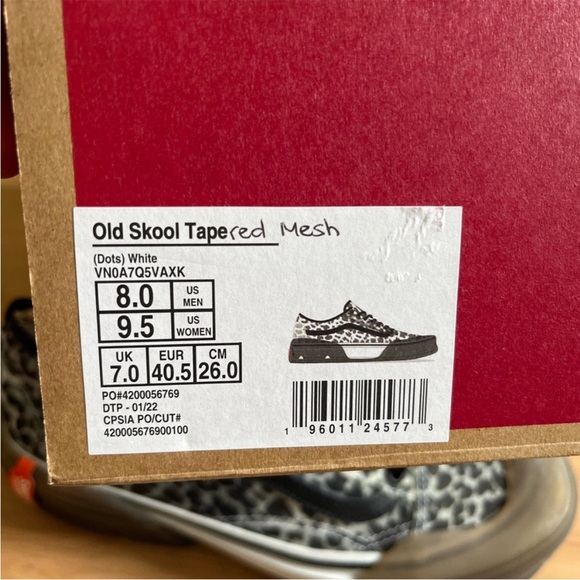 Old Skool Tapered Mesh
(Dots) White
VN0A7Q5VAXK
8.0 US MEN
9.5 US WOMEN
UK 7.0 EUR 40.5 CM 26.0
PO#4200056769
DTP - 01/22
CPSIA PO/CUT#
420005676900100
1 96011 24577 3